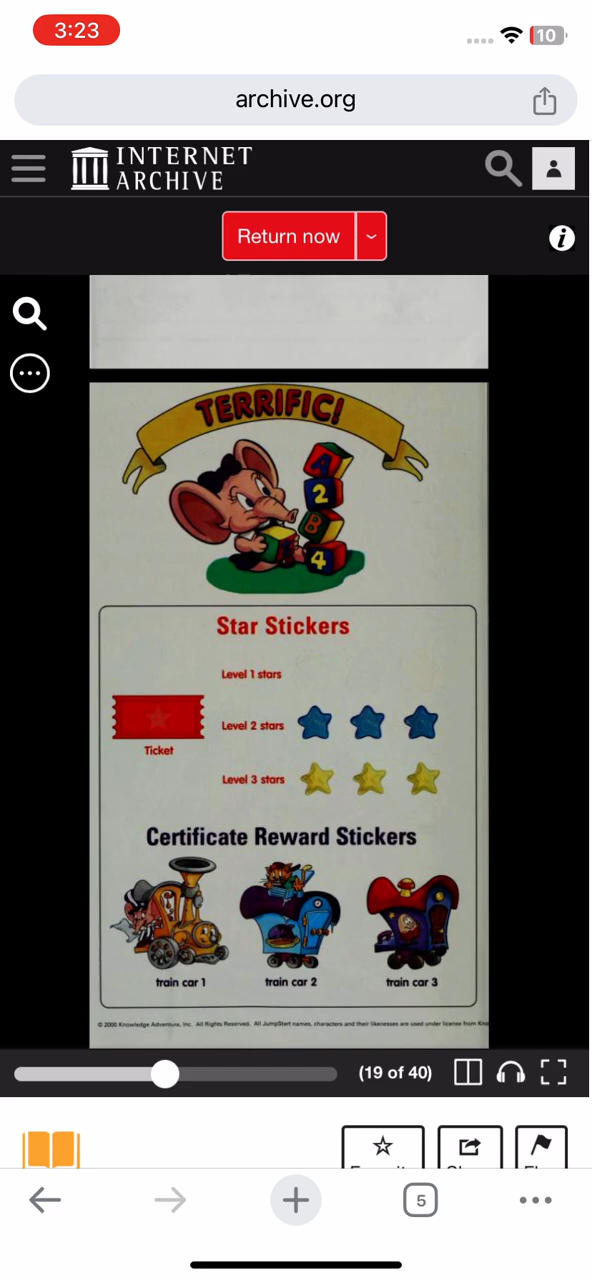 3:23
10
archive.org
INTERNET
ARCHIVE
Return now
i
TERRIFIC!
A
2
B
4
Star Stickers
Level 1 stars
Level 2 stars
Ticket
Level 3 stars
Certificate Reward Stickers
train car 1
train car 2
train car 3
© 2000 Knowledge Adventure, Inc. All Rights Reserved. All JumpStart names, characters and their likenesses are used under license from
(19 of 40)
5